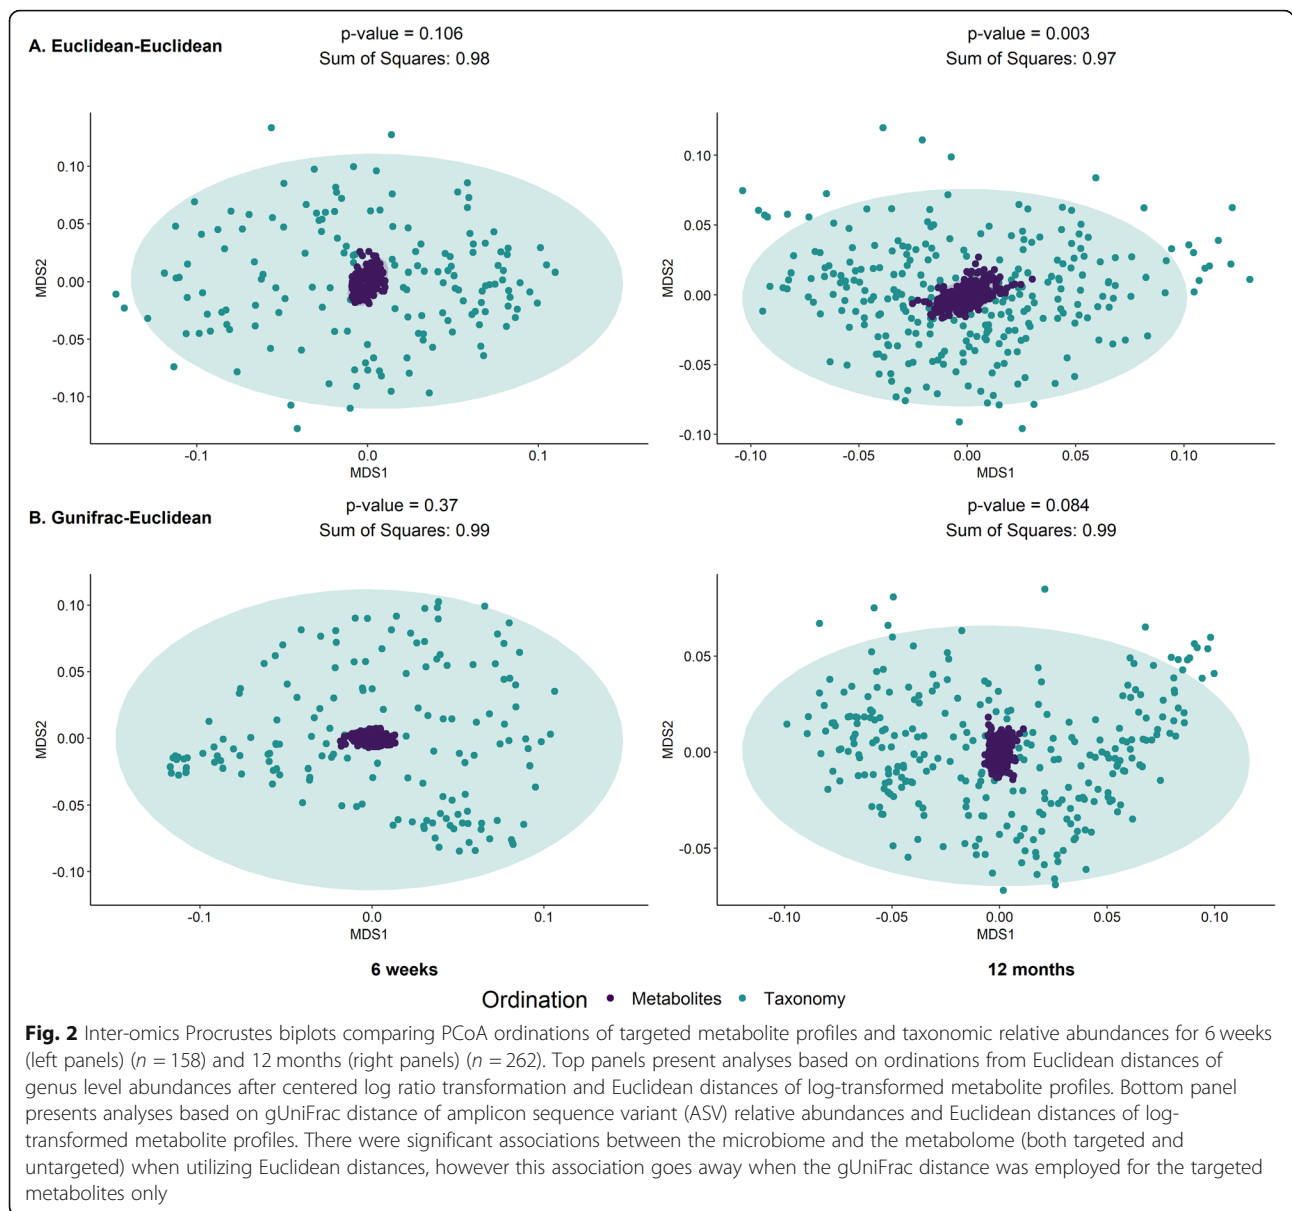 A. Euclidean-Euclidean
p-value = 0.106
Sum of Squares: 0.98
p-value = 0.003
Sum of Squares: 0.97
MDS2
0.10
0.05
0.00
-0.05
-0.10
-0.1
0.0
0.1
MDS1
MDS2
0.10
0.05
0.00
-0.05
-0.10
-0.10
-0.05
0.00
0.05
0.10
MDS1
B. Gunifrac-Euclidean
p-value = 0.37
Sum of Squares: 0.99
p-value = 0.084
Sum of Squares: 0.99
MDS2
0.10
0.05
0.00
-0.05
-0.10
-0.1
0.0
0.1
MDS1
MDS2
0.05
0.00
-0.05
-0.10
-0.05
0.00
0.05
0.10
MDS1
6 weeks
12 months
Ordination Metabolites Taxonomy
Fig. 2 Inter-omics Procrustes biplots comparing PCoA ordinations of targeted metabolite profiles and taxonomic relative abundances for 6 weeks
(left panels) (n = 158) and 12 months (right panels) (n = 262). Top panels present analyses based on ordinations from Euclidean distances of
genus level abundances after centered log ratio transformation and Euclidean distances of log-transformed metabolite profiles. Bottom panel
presents analyses based on gUniFrac distance of amplicon sequence variant (ASV) relative abundances and Euclidean distances of log-
transformed metabolite profiles. There were significant associations between the microbiome and the metabolome (both targeted and
untargeted) when utilizing Euclidean distances, however this association goes away when the gUniFrac distance was employed for the targeted
metabolites only